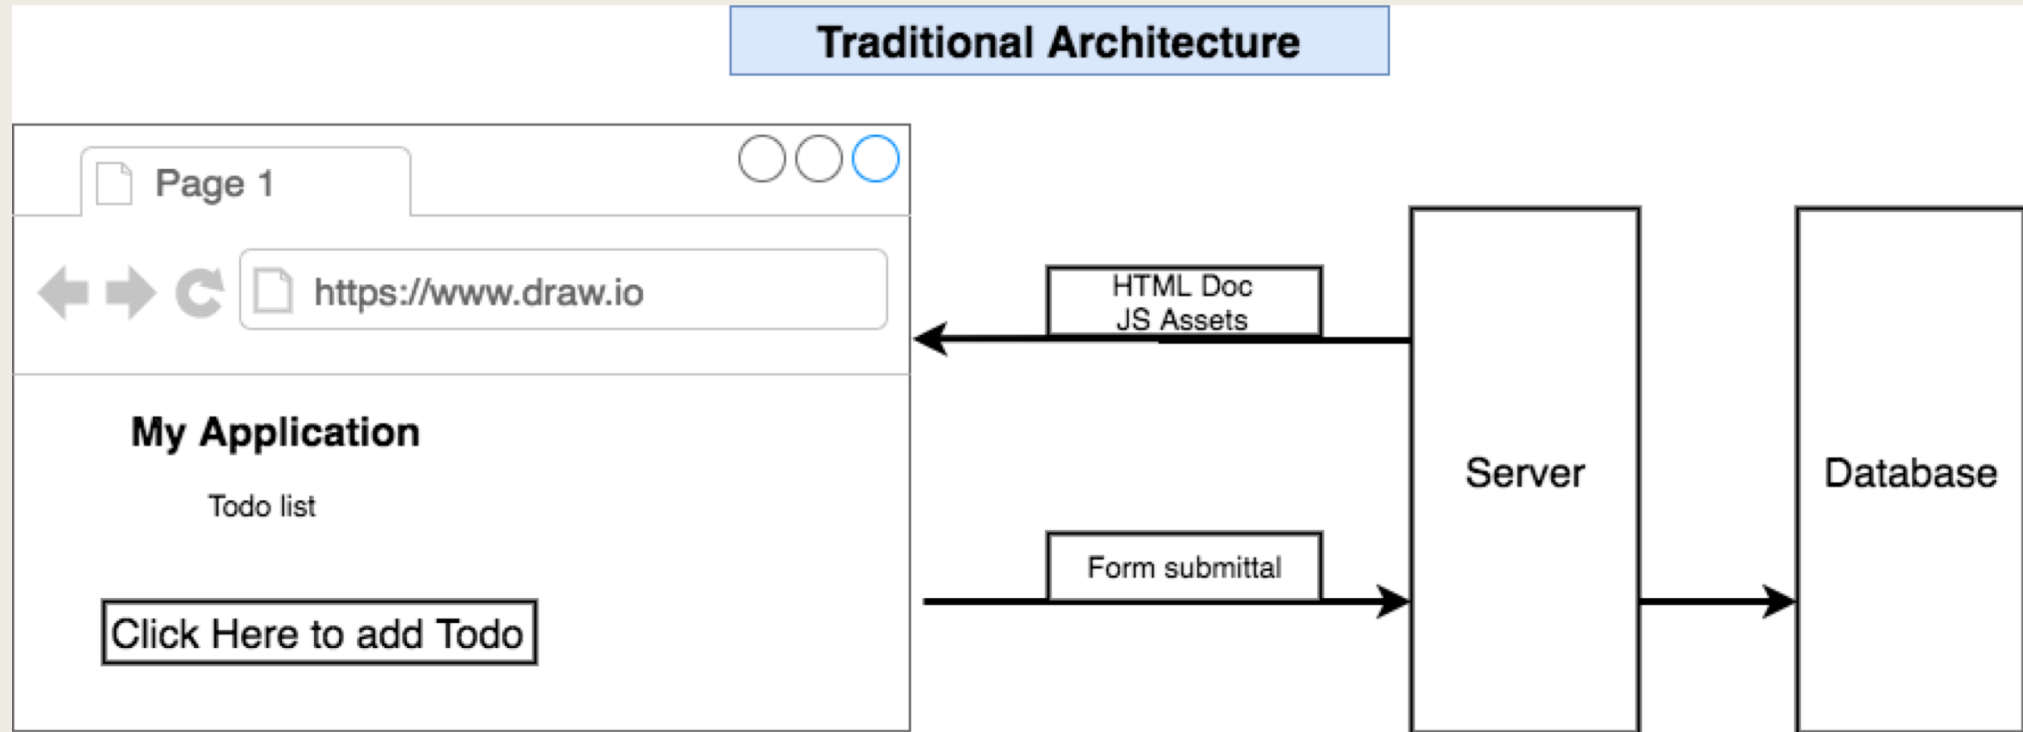 Traditional Architecture
Page 1
https://www.draw.io
HTML Doc
JS Assets
My Application
Todo list
Server
Database
Form submittal
Click Here to add Todo